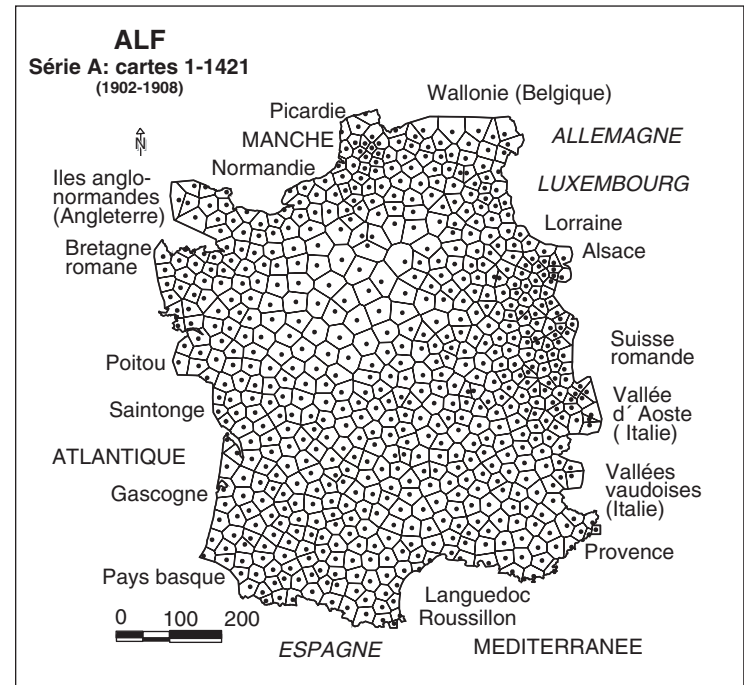 ALF
Série A: cartes 1-1421
(1902-1908)
Wallonie (Belgique)
Picardie
MANCHE
ALLEMAGNE
N
Normandie
Iles anglo-
normandes
(Angleterre)
LUXEMBOURG
Lorraine
Bretagne
romane
Alsace
Suisse
romande
Poitou
Vallée
d´ Aoste
( Italie)
Saintonge
ATLANTIQUE
Vallées
vaudoises
(Italie)
Gascogne
Provence
Pays basque
Languedoc
Roussillon
0 100 200
ESPAGNE
MEDITERRANEE